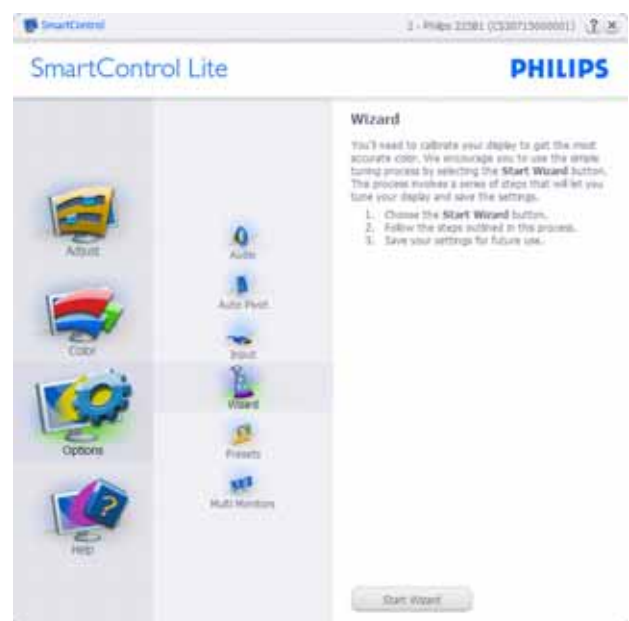 SmartControl
2 - Philips 225B1
SmartControl Lite
PHILIPS
Adjust
Color
Options
Help
Audio
Auto Pivot
Input
Wizard
Presets
Multi Monitors
Wizard
You'll need to calibrate your display to get the most
accurate color. We encourage you to use the simple
tuning process by selecting the Start Wizard button.
The process involves a series of steps that will let you
tune your display and save the settings.
1. Choose the Start Wizard button.
2. Follow the steps outlined in this process.
3. Save your settings for future use.
Start Wizard